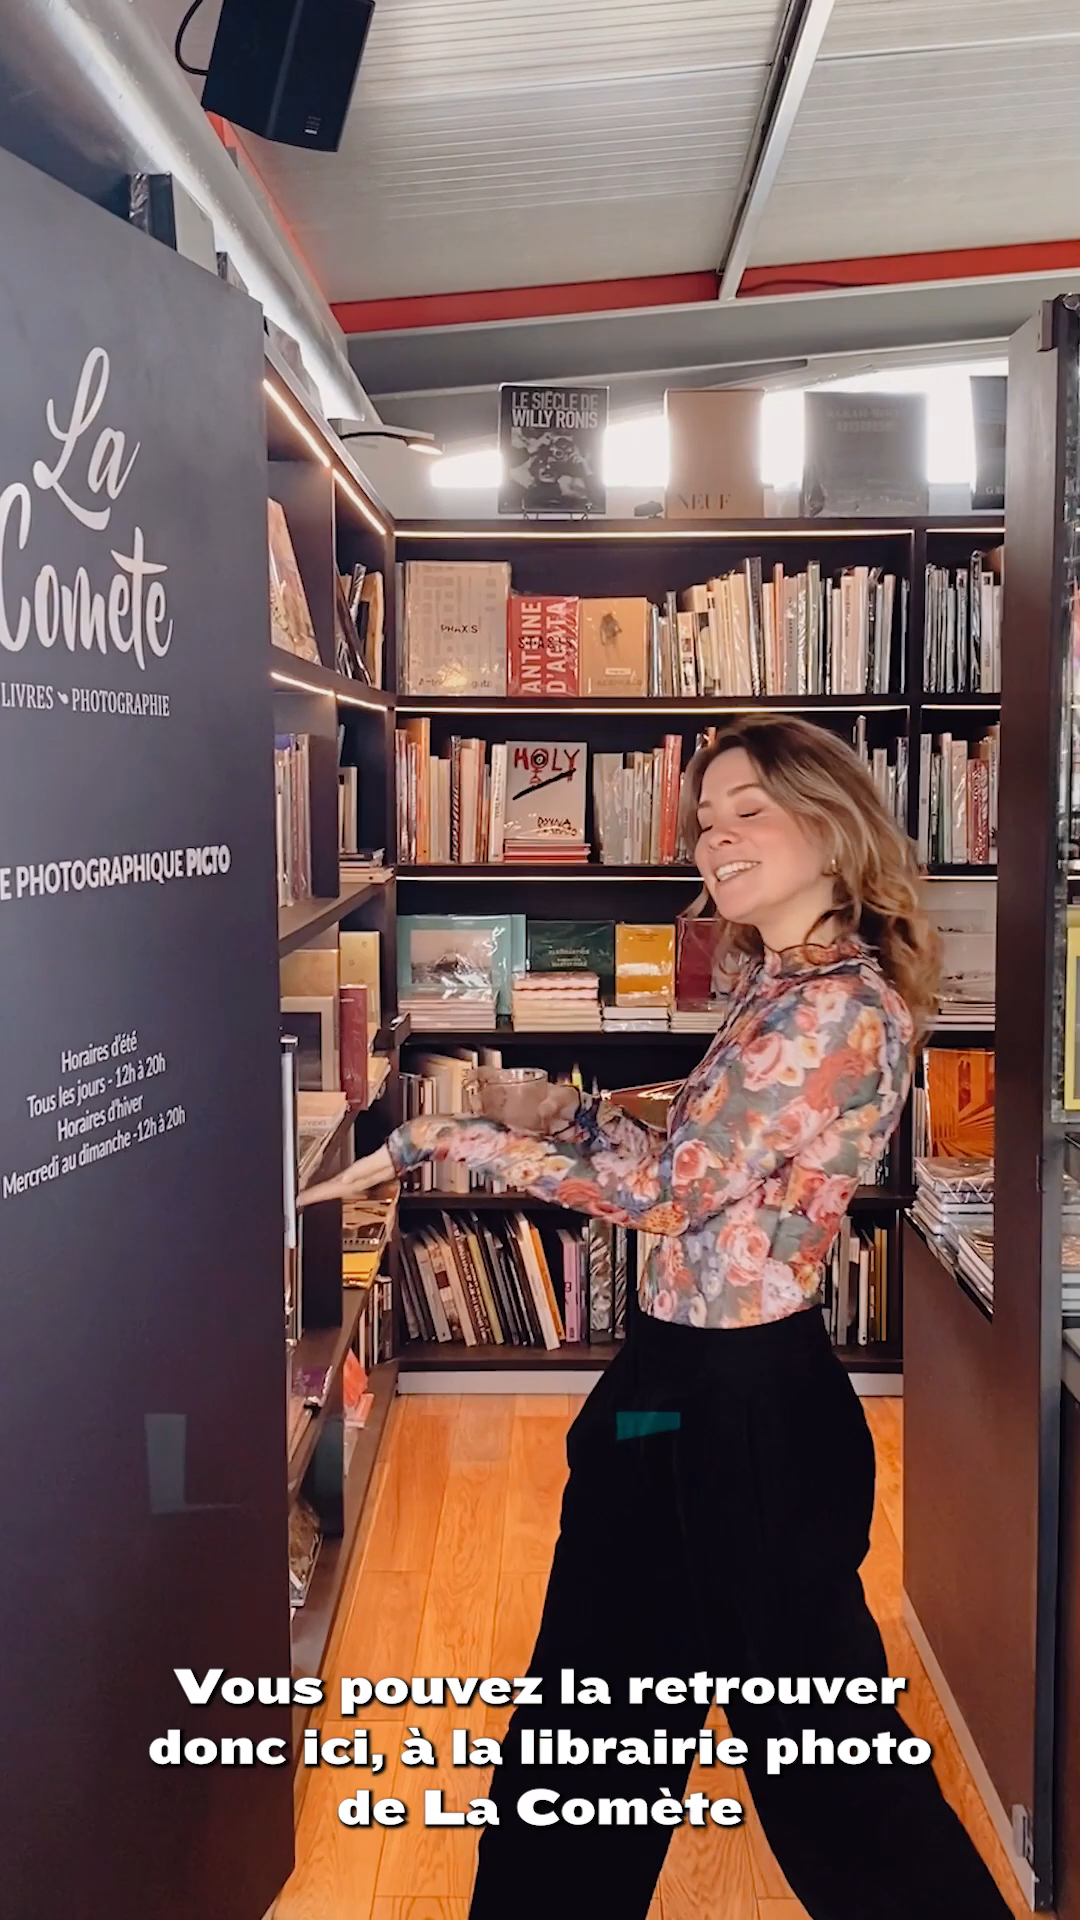 La
Comète
LIVRES PHOTOGRAPHIE
E PHOTOGRAPHIQUE PICTO
Horaires d'été
Tous les jours - 12h à 20h
Horaires d'hiver
Mercredi au dimanche -12h à 20h
LE SIÈCLE DE
WILLY RONIS
NEUF
PRAXIS
ANTOINE
D'AGATA
STASIS
HOLY
Vous pouvez la retrouver
donc ici, à la librairie photo
de La Comète